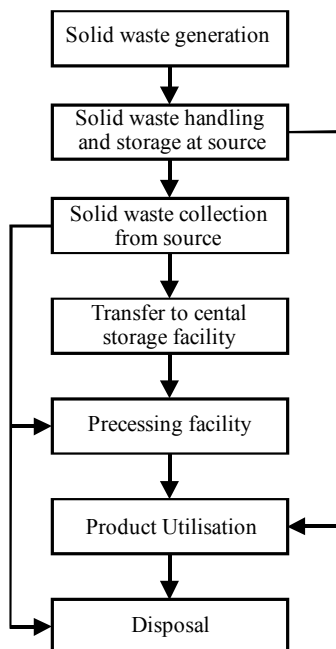 Solid waste generation
Solid waste handling
and storage at source
Solid waste collection
from source
Transfer to cental
storage facility
Precessing facility
Product Utilisation
Disposal